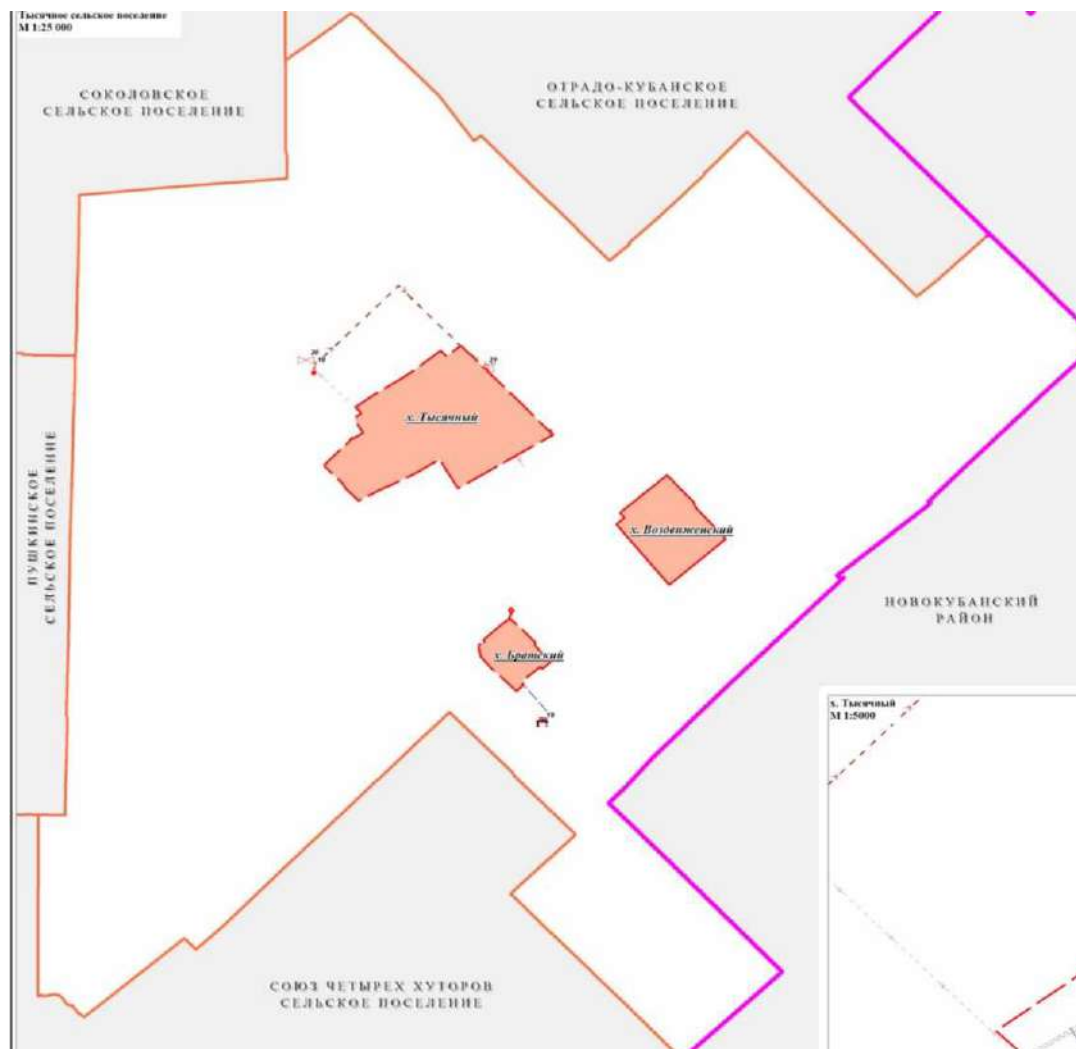 Тысячное сельское поселение
М 1:25 000
СОКОЛОВСКОЕ
СЕЛЬСКОЕ ПОСЕЛЕНИЕ
ОТРАДО-КУБАНСКОЕ
СЕЛЬСКОЕ ПОСЕЛЕНИЕ
х. Тысячный
ПУШКИНСКОЕ
СЕЛЬСКОЕ ПОСЕЛЕНИЕ
х. Воздвиженский
НОВОКУБАНСКИЙ
РАЙОН
х. Братский
х. Тысячный
М 1:5000
СОЮЗ ЧЕТЫРЕХ ХУТОРОВ
СЕЛЬСКОЕ ПОСЕЛЕНИЕ